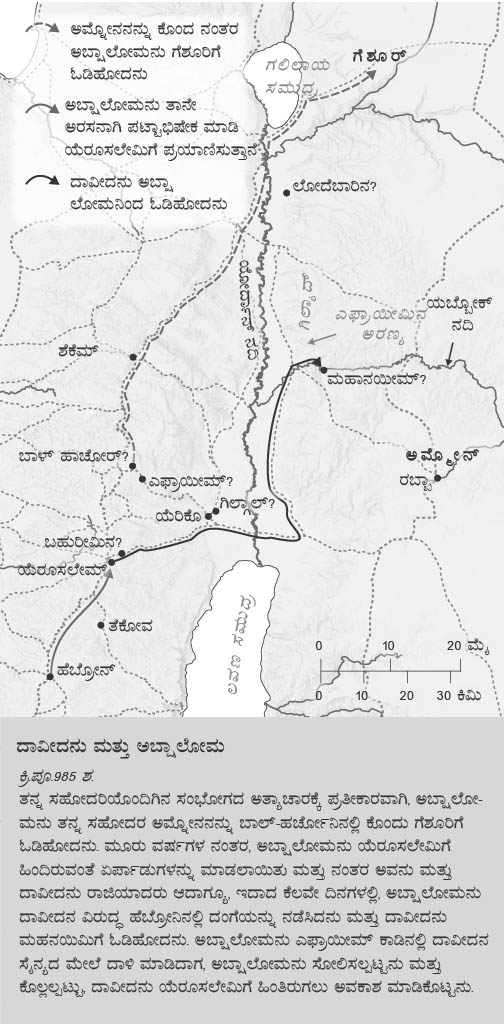 ಅಮ್ನೋನನನ್ನು ಕೊಂದ ನಂತರ
ಅಬ್ಷಾಲೋಮನು ಗೆಶೂರಿಗೆ
ಓಡಿಹೋದನು
ಅಬ್ಷಾಲೋಮನು ತಾನೇ
ಅರಸನಾಗಿ ಪಟ್ಟಾಭಿಷೇಕ ಮಾಡಿ
ಯೆರೂಸಲೇಮಿಗೆ ಪ್ರಯಾಣಿಸುತ್ತಾನೆ
ದಾವೀದನು ಅಬ್ಷಾ
ಲೋಮನಿಂದ ಓಡಿಹೋದನು
ಗಲಿಲಾಯ
ಸಮುದ್ರ
ಗೆಶೂರ್
ಲೋದೆಬಾರಿನ?
ಯೊರ್ದನ್ ನದಿ
ಗಿಲ್ಯಾದ್
ಎಫ್ರಾಯೀಮಿನ
ಅರಣ್ಯ
ಯಬ್ಬೋಕ್
ನದಿ
ಶೆಕೆಮ್
ಮಹಾನಯೀಮ್?
ಬಾಳ್ ಹಾಚೋರ್?
ಎಫ್ರಾಯೀಮ್?
ಅಮ್ಮೋನ್
ರಬ್ಬಾ
ಗಿಲ್ಗಾಲ್?
ಯೆರಿಕೊ
ಬಹುರೀಮಿನ?
ಯೆರೂಸಲೇಮ್
ತೆಕೋವ
ಹೆಬ್ರೋನ್
ಲವಣ ಸಮುದ್ರ
0 10 20 ಮೈ
0 10 20 30 ಕಿಮಿ
ದಾವೀದನು ಮತ್ತು ಅಬ್ಷಾಲೋಮ
ಕ್ರಿ.ಪೂ.985 ಶ.
ತನ್ನ ಸಹೋದರಿಯೊಂದಿಗಿನ ಸಂಭೋಗದ ಅತ್ಯಾಚಾರಕ್ಕೆ ಪ್ರತೀಕಾರವಾಗಿ, ಅಬ್ಷಾಲೋ-
ಮನು ತನ್ನ ಸಹೋದರ ಅಮ್ನೋನನನ್ನು ಬಾಲ್-ಹರ್ಚೋನಿನಲ್ಲಿ ಕೊಂದು ಗೆಶೂರಿಗೆ
ಓಡಿಹೋದನು. ಮೂರು ವರ್ಷಗಳ ನಂತರ, ಅಬ್ಷಾಲೋಮನು ಯೆರೂಸಲೇಮಿಗೆ
ಹಿಂದಿರುವಂತೆ ಏರ್ಪಾಡುಗಳನ್ನು ಮಾಡಲಾಯಿತು ಮತ್ತು ನಂತರ ಅವನು ಮತ್ತು
ದಾವೀದನು ರಾಜಿಯಾದರು ಆದಾಗ್ಯೂ, ಇದಾದ ಕೆಲವೇ ದಿನಗಳಲ್ಲಿ, ಅಬ್ಷಾಲೋಮನು
ದಾವೀದನ ವಿರುದ್ಧ ಹೆಬ್ರೋನಿನಲ್ಲಿ ದಂಗೆಯನ್ನು ನಡೆಸಿದನು ಮತ್ತು ದಾವೀದನು
ಮಹನಯಿಮಿಗೆ ಓಡಿಹೋದನು. ಅಬ್ಷಾಲೋಮನು ಎಫ್ರಾಯೀಮ್ ಕಾಡಿನಲ್ಲಿ ದಾವೀದನ
ಸೈನ್ಯದ ಮೇಲೆ ದಾಳಿ ಮಾಡಿದಾಗ, ಅಬ್ಷಾಲೋಮನು ಸೋಲಿಸಲ್ಪಟ್ಟನು ಮತ್ತು
ಕೊಲ್ಲಲ್ಪಟ್ಟು, ದಾವೀದನು ಯೆರೂಸಲೇಮಿಗೆ ಹಿಂತಿರುಗಲು ಅವಕಾಶ ಮಾಡಿಕೊಟ್ಟನು.